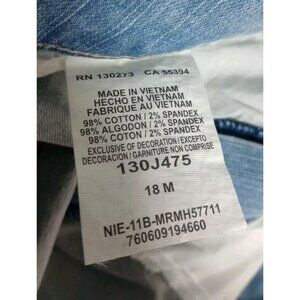 RN 130273 CA 55394
MADE IN VIETNAM
HECHO EN VIETNAM
FABRIQUE AU VIETNAM
98% COTTON / 2% SPANDEX
98% ALGODON / 2% SPANDEX
98% COTON / 2% SPANDEX
EXCLUSIVE OF DECORATION / EXCEPTO
DECORACION / GARNITURE NON COMPRISE
130J475
18 M
NIE-11B-MRMH57711
760609194660